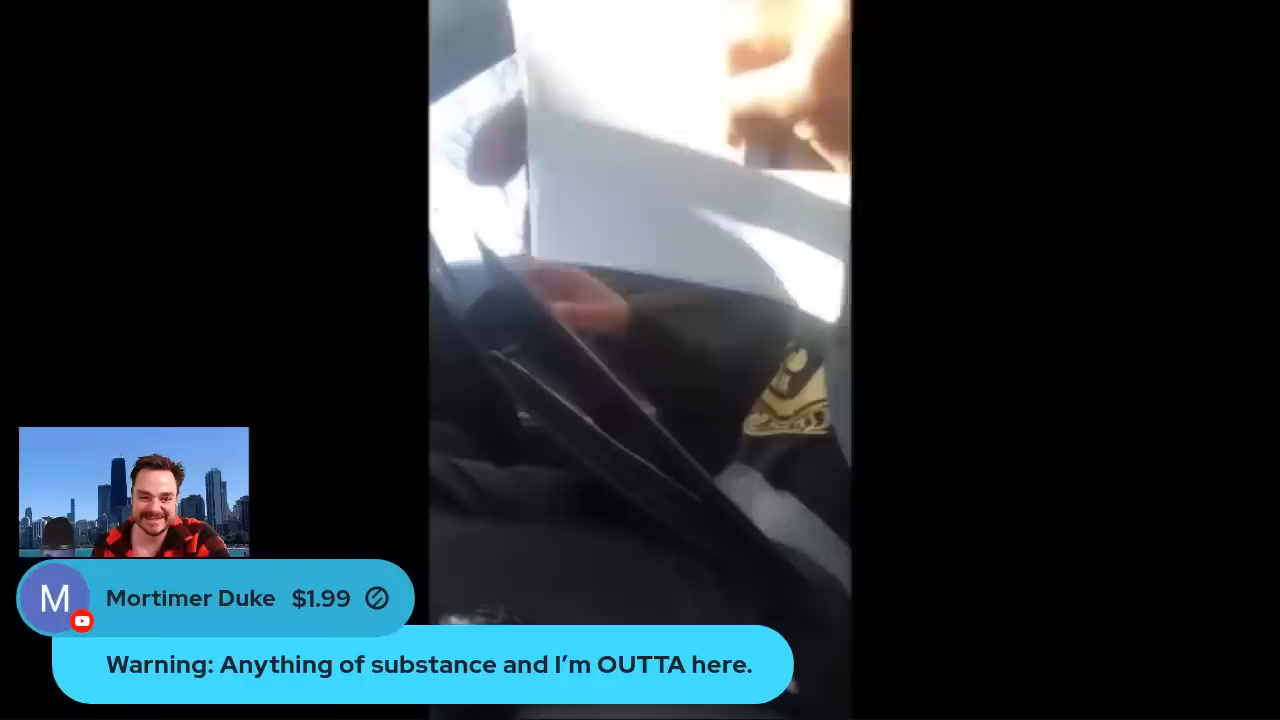 M Mortimer Duke $1.99
Warning: Anything of substance and I’m OUTTA here.